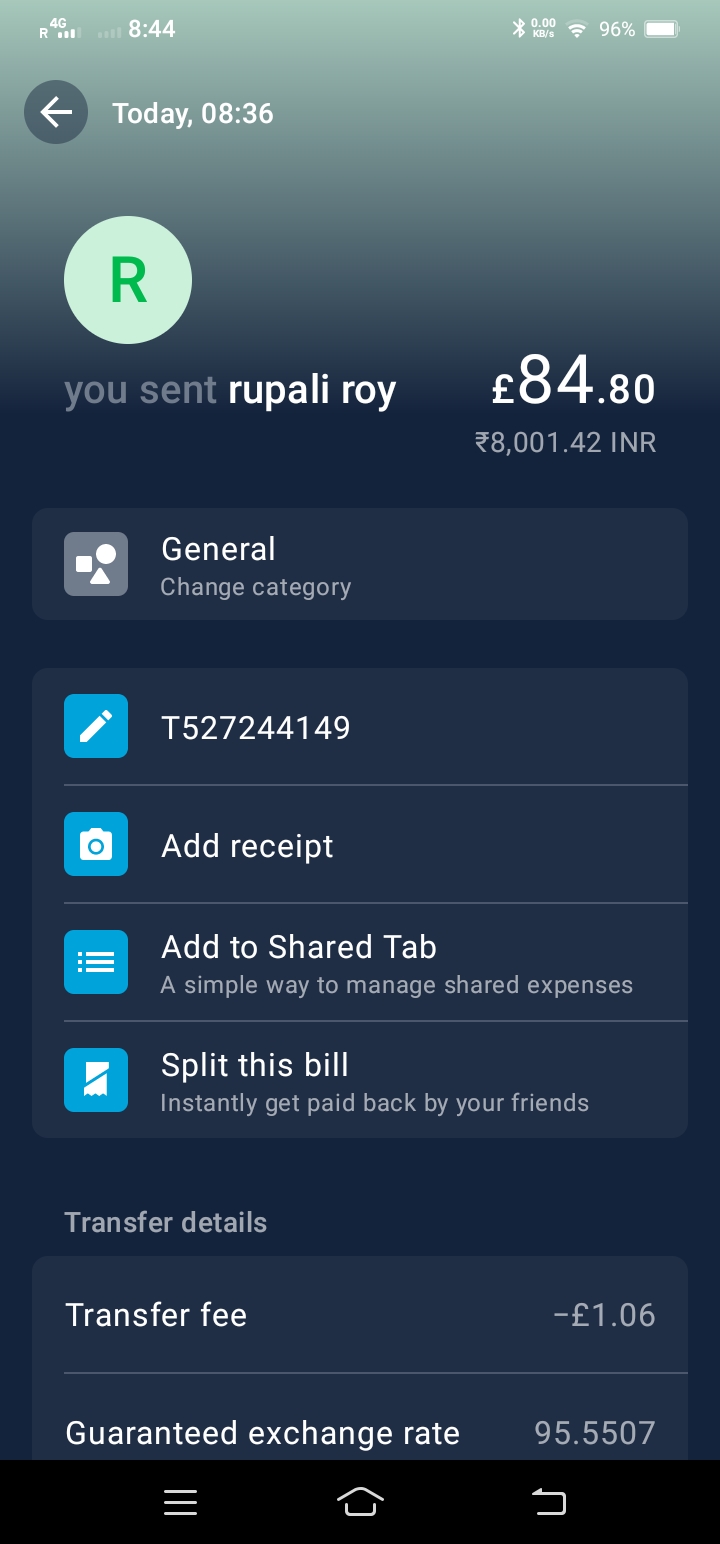 R 4G 8:44 0.00 KB/s 96%
Today, 08:36
R
you sent rupali roy £84.80
₹8,001.42 INR
General
Change category
T527244149
Add receipt
Add to Shared Tab
A simple way to manage shared expenses
Split this bill
Instantly get paid back by your friends
Transfer details
Transfer fee −£1.06
Guaranteed exchange rate 95.5507